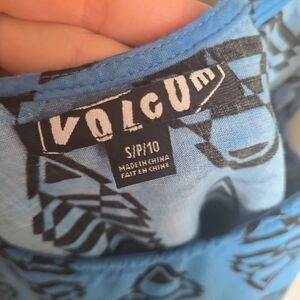 VOLCOM
S/P/10
MADE IN CHINA
FAIT EN CHINE